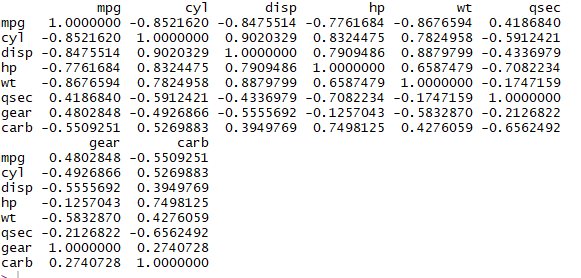 mpg        cyl       disp         hp         wt       qsec
mpg   1.0000000 -0.8521620 -0.8475514 -0.7761684 -0.8676594  0.4186840
cyl  -0.8521620  1.0000000  0.9020329  0.8324475  0.7824958 -0.5912421
disp -0.8475514  0.9020329  1.0000000  0.7909486  0.8879799 -0.4336979
hp   -0.7761684  0.8324475  0.7909486  1.0000000  0.6587479 -0.7082234
wt   -0.8676594  0.7824958  0.8879799  0.6587479  1.0000000 -0.1747159
qsec  0.4186840 -0.5912421 -0.4336979 -0.7082234 -0.1747159  1.0000000
gear  0.4802848 -0.4926866 -0.5555692 -0.1257043 -0.5832870 -0.2126822
carb -0.5509251  0.5269883  0.3949769  0.7498125  0.4276059 -0.6562492
           gear       carb
mpg   0.4802848 -0.5509251
cyl  -0.4926866  0.5269883
disp -0.5555692  0.3949769
hp   -0.1257043  0.7498125
wt   -0.5832870  0.4276059
qsec -0.2126822 -0.6562492
gear  1.0000000  0.2740728
carb  0.2740728  1.0000000
>